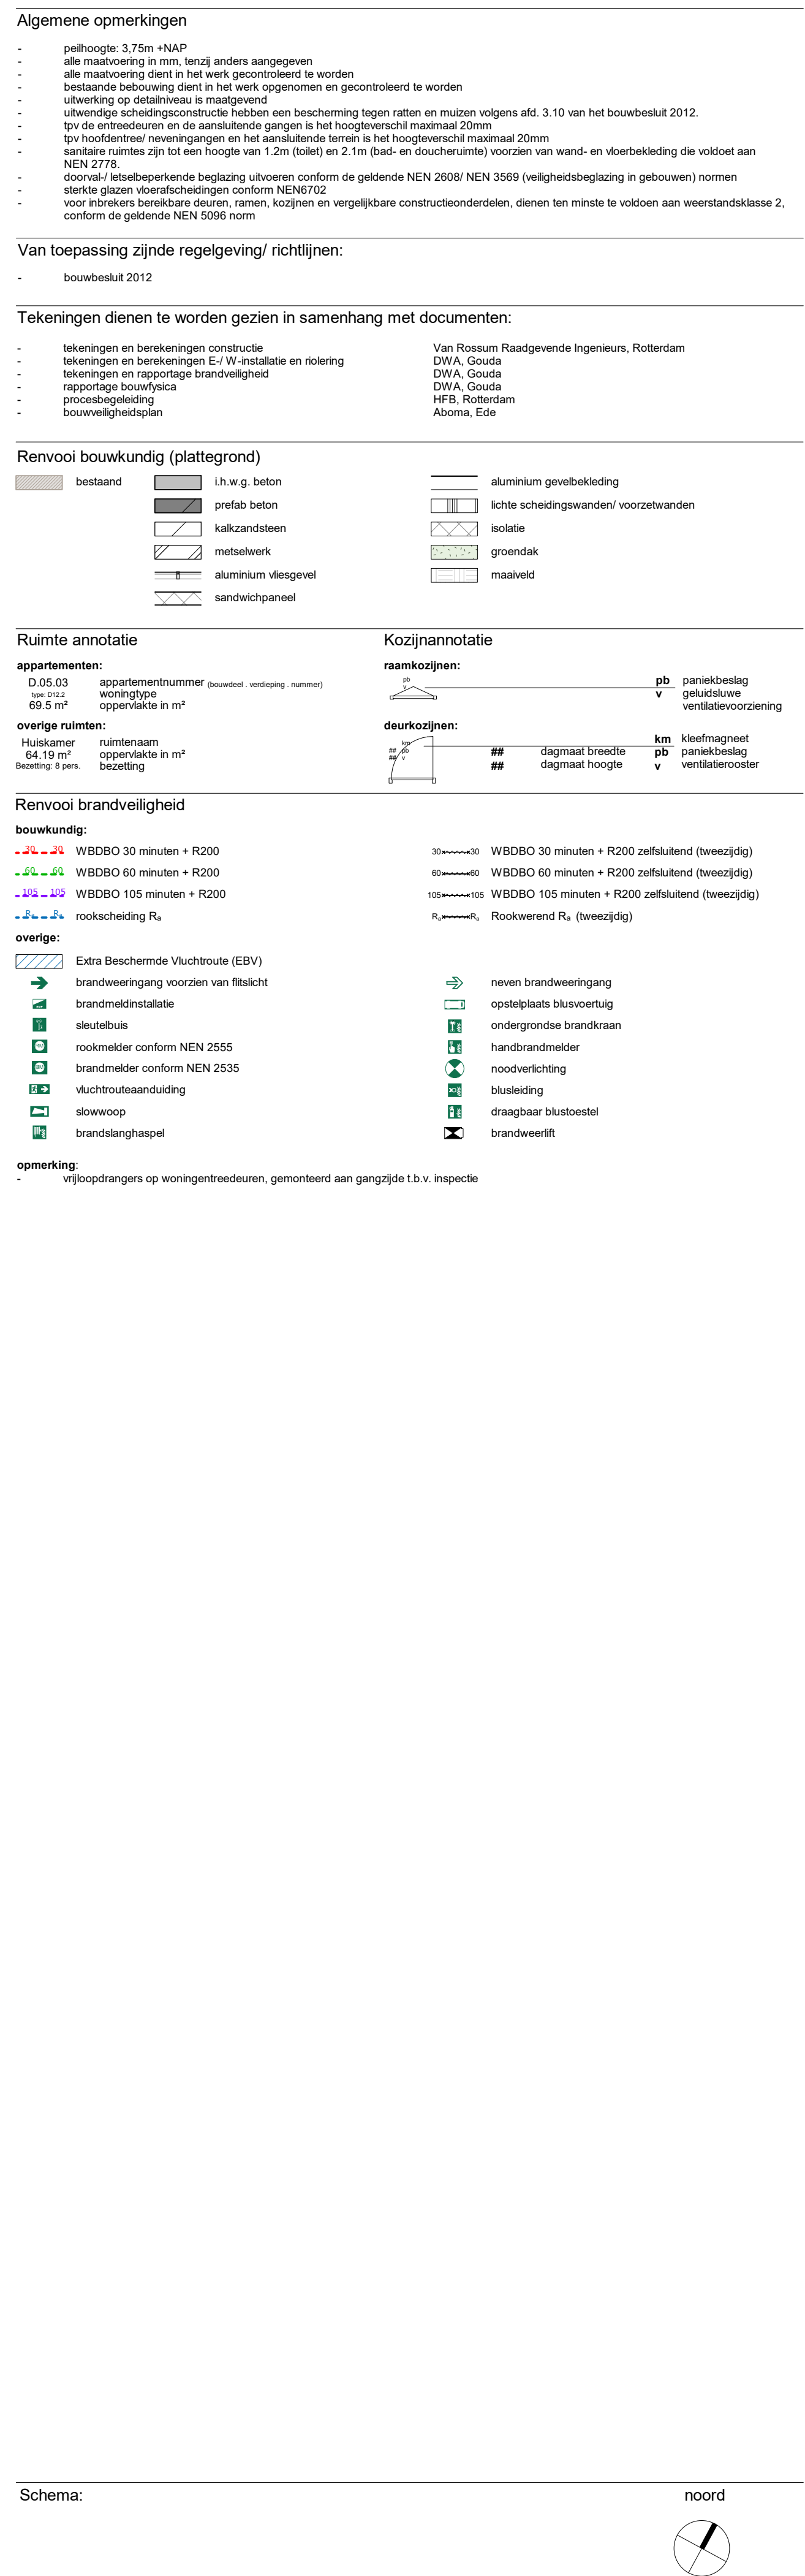 Algemene opmerkingen
- peilhoogte: 3,75m +NAP
- alle maatvoering in mm, tenzij anders aangegeven
- alle maatvoering dient in het werk gecontroleerd te worden
- bestaande bebouwing dient in het werk opgenomen en gecontroleerd te worden
- uitwerking op detailniveau is maatgevend
- uitwendige scheidingsconstructie hebben een bescherming tegen ratten en muizen volgens afd. 3.10 van het bouwbesluit 2012.
- tpv de entreedeuren en de aansluitende gangen is het hoogteverschil maximaal 20mm
- tpv hoofdentree/ neveningangen en het aansluitende terrein is het hoogteverschil maximaal 20mm
- sanitaire ruimtes zijn tot een hoogte van 1.2m (toilet) en 2.1m (bad- en doucheruimte) voorzien van wand- en vloerbekleding die voldoet aan
NEN 2778.
- doorval-/ letselbeperkende beglazing uitvoeren conform de geldende NEN 2608/ NEN 3569 (veiligheidsbeglazing in gebouwen) normen
- sterkte glazen vloerafscheidingen conform NEN6702
- voor inbrekers bereikbare deuren, ramen, kozijnen en vergelijkbare constructieonderdelen, dienen ten minste te voldoen aan weerstandsklasse 2,
conform de geldende NEN 5096 norm
Van toepassing zijnde regelgeving/ richtlijnen:
- bouwbesluit 2012
Tekeningen dienen te worden gezien in samenhang met documenten:
- tekeningen en berekeningen constructie Van Rossum Raadgevende Ingenieurs, Rotterdam
- tekeningen en berekeningen E-/ W-installatie en riolering DWA, Gouda
- tekeningen en rapportage brandveiligheid DWA, Gouda
- rapportage bouwfysica DWA, Gouda
- procesbegeleiding HFB, Rotterdam
- bouwveiligheidsplan Aboma, Ede
Renvooi bouwkundig (plattegrond)
bestaand i.h.w.g. beton aluminium gevelbekleding
prefab beton lichte scheidingswanden/ voorzetwanden
kalkzandsteen isolatie
metselwerk groendak
aluminium vliesgevel maaiveld
sandwichpaneel
Ruimte annotatie
appartementen:
D.05.03 appartementnummer (bouwdeel . verdieping . nummer)
type: D12.2 woningtype
69.5 m² oppervlakte in m²
overige ruimten:
Huiskamer ruimtenaam
64.19 m² oppervlakte in m²
Bezetting: 8 pers. bezetting
Kozijnannotatie
raamkozijnen:
pb pb paniekbeslag
v v geluidsluwe
ventilatievoorziening
deurkozijnen:
km km kleefmagneet
## pb ## dagmaat breedte pb paniekbeslag
## v ## dagmaat hoogte v ventilatierooster
Renvooi brandveiligheid
bouwkundig:
30 30 WBDBO 30 minuten + R200 30 30 WBDBO 30 minuten + R200 zelfsluitend (tweezijdig)
60 60 WBDBO 60 minuten + R200 60 60 WBDBO 60 minuten + R200 zelfsluitend (tweezijdig)
105 105 WBDBO 105 minuten + R200 105 105 WBDBO 105 minuten + R200 zelfsluitend (tweezijdig)
Rₐ Rₐ rookscheiding Rₐ Rₐ Rₐ Rookwerend Rₐ (tweezijdig)
overige:
Extra Beschermde Vluchtroute (EBV)
brandweeringang voorzien van flitslicht neven brandweeringang
brandmeldinstallatie opstelplaats blusvoertuig
sleutelbuis ondergrondse brandkraan
rookmelder conform NEN 2555 handbrandmelder
brandmelder conform NEN 2535 noodverlichting
vluchtrouteaanduiding blusleiding
slowwoop draagbaar blustoestel
brandslanghaspel brandweerlift
opmerking:
- vrijloopdrangers op woningentreedeuren, gemonteerd aan gangzijde t.b.v. inspectie
Schema: noord